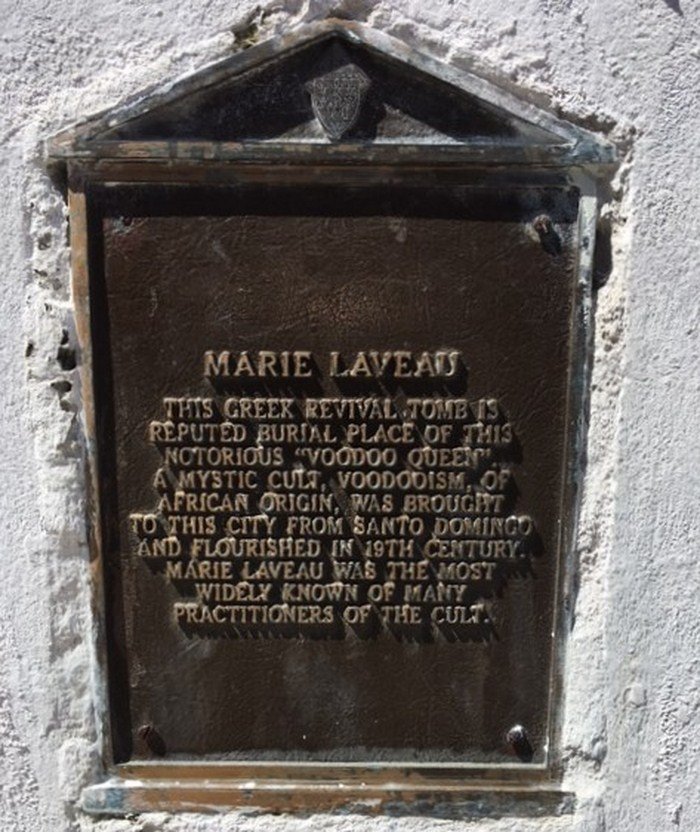 MARIE LAVEAU
THIS GREEK REVIVAL TOMB IS
REPUTED BURIAL PLACE OF THIS
NOTORIOUS "VOODOO QUEEN".
A MYSTIC CULT, VOODOOISM, OF
AFRICAN ORIGIN, WAS BROUGHT
TO THIS CITY FROM SANTO DOMINGO
AND FLOURISHED IN 19TH CENTURY.
MARIE LAVEAU WAS THE MOST
WIDELY KNOWN OF MANY
PRACTITIONERS OF THE CULT.